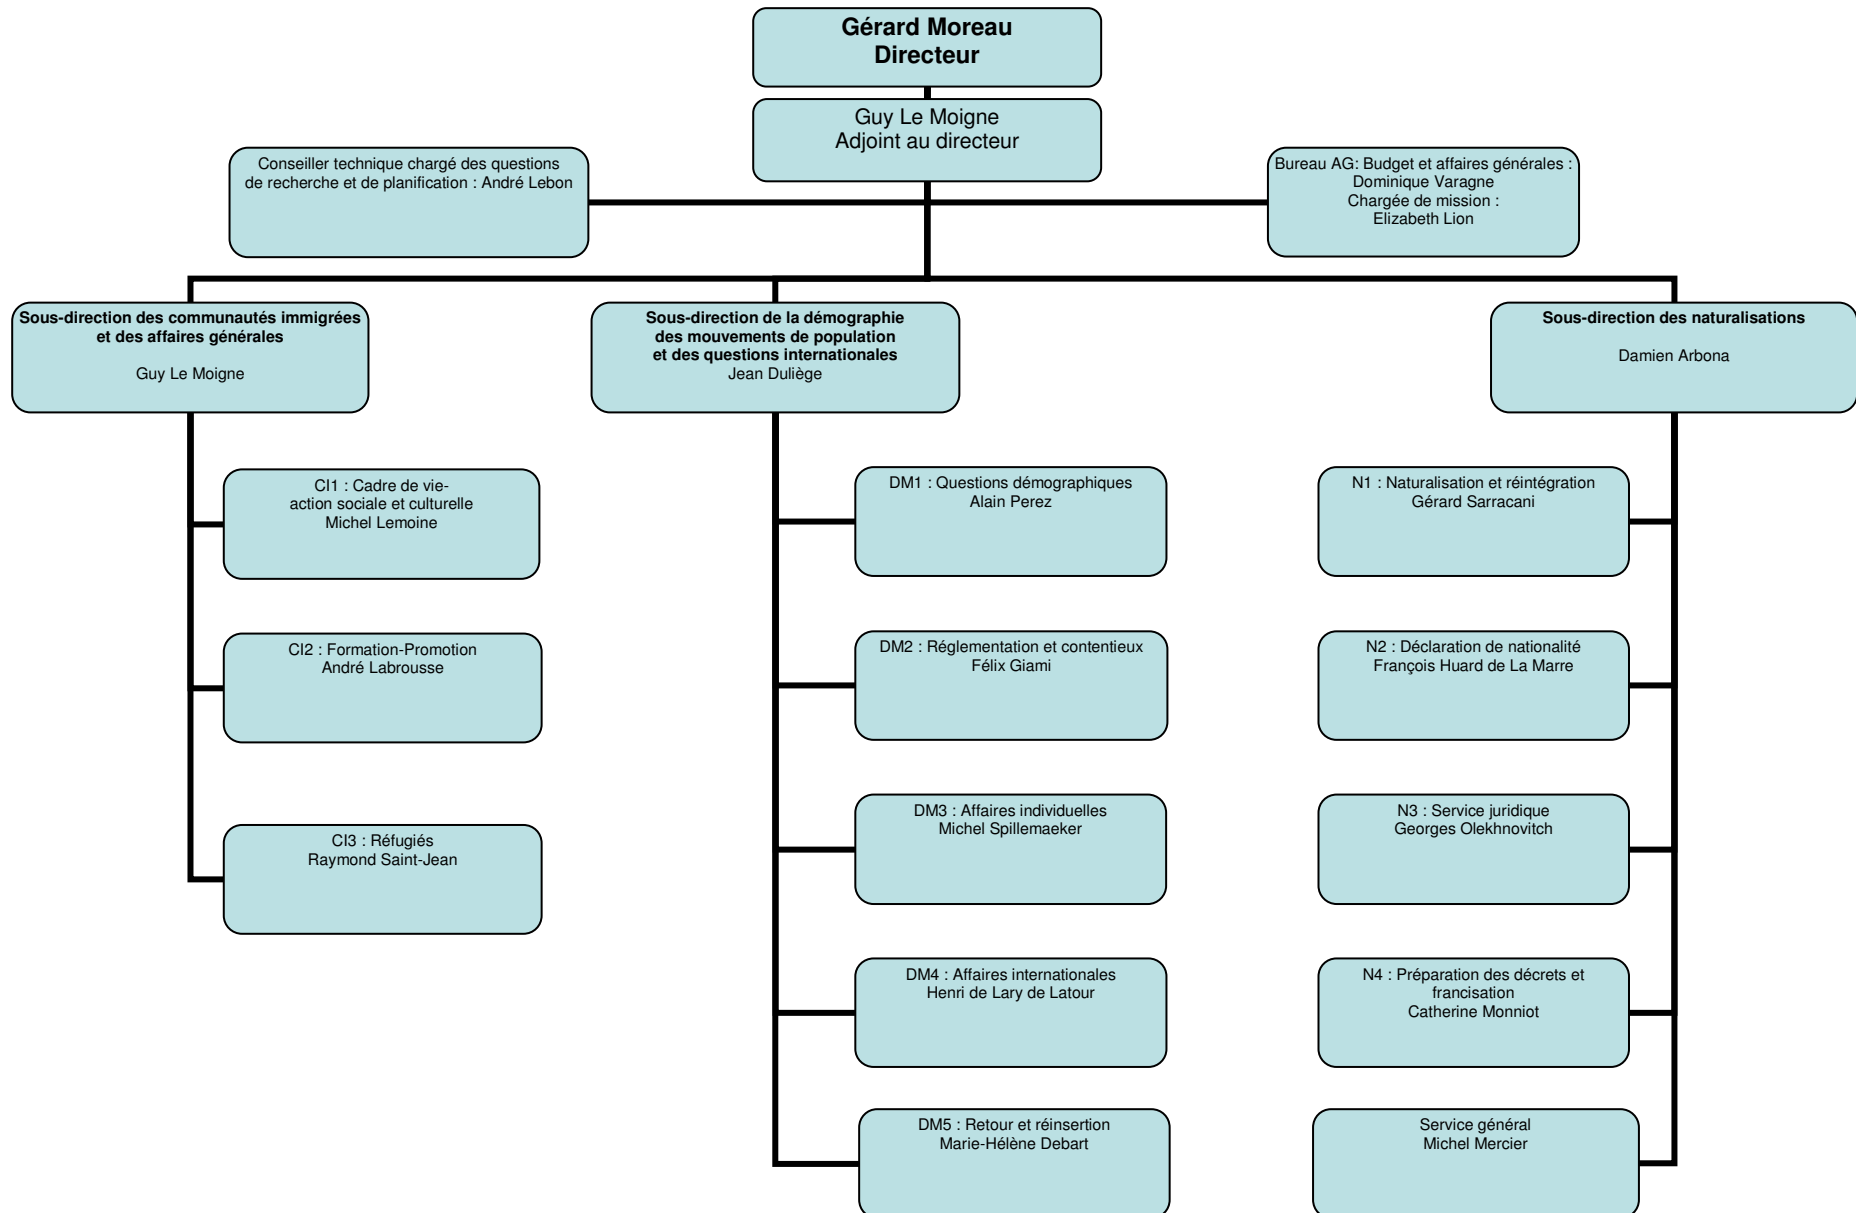 Gérard Moreau
Directeur
Guy Le Moigne
Adjoint au directeur
Conseiller technique chargé des questions
de recherche et de planification : André Lebon
Bureau AG: Budget et affaires générales :
Dominique Varagne
Chargée de mission :
Elizabeth Lion
Sous-direction des communautés immigrées
et des affaires générales
Guy Le Moigne
Sous-direction de la démographie
des mouvements de population
et des questions internationales
Jean Duliège
Sous-direction des naturalisations
Damien Arbona
CI1 : Cadre de vie-
action sociale et culturelle
Michel Lemoine
CI2 : Formation-Promotion
André Labrousse
CI3 : Réfugiés
Raymond Saint-Jean
DM1 : Questions démographiques
Alain Perez
DM2 : Réglementation et contentieux
Félix Giami
DM3 : Affaires individuelles
Michel Spillemaeker
DM4 : Affaires internationales
Henri de Lary de Latour
DM5 : Retour et réinsertion
Marie-Hélène Debart
N1 : Naturalisation et réintégration
Gérard Sarracani
N2 : Déclaration de nationalité
François Huard de La Marre
N3 : Service juridique
Georges Olekhnovitch
N4 : Préparation des décrets et
francisation
Catherine Monniot
Service général
Michel Mercier